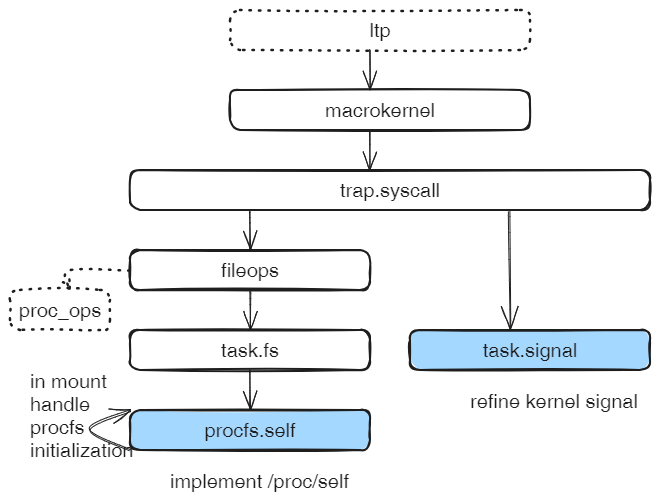 ltp
macrokernel
trap.syscall
fileops
proc_ops
task.fs
task.signal
in mount
handle
procfs
initialization
refine kernel signal
procfs.self
implement /proc/self